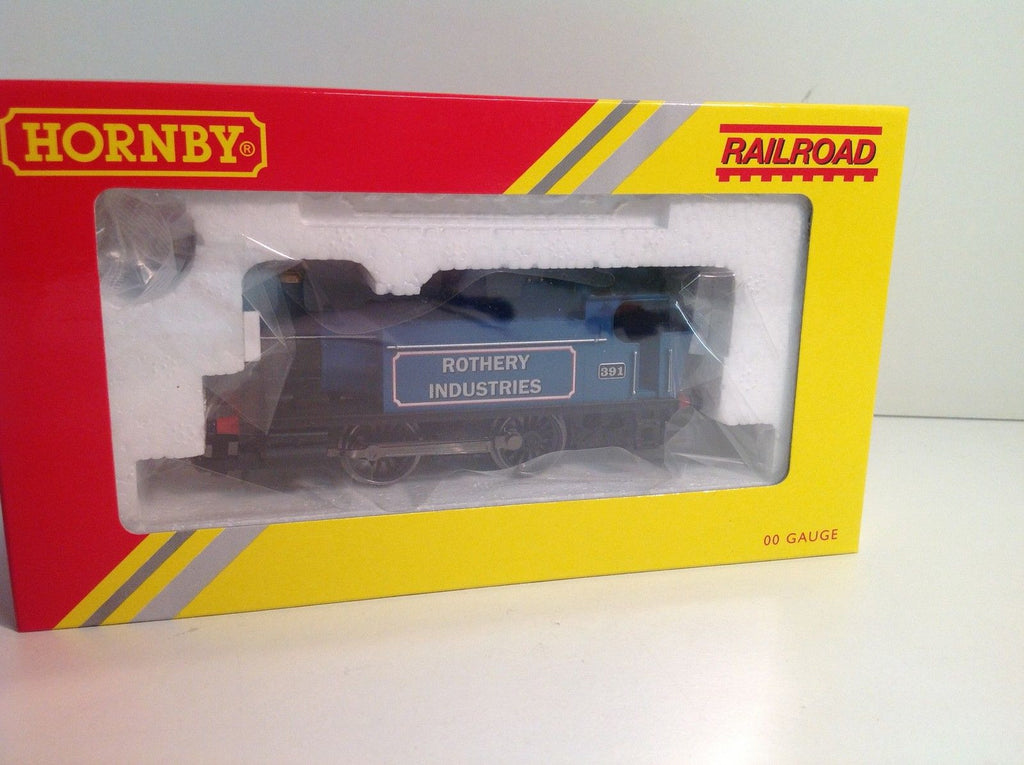 HORNBY®
RAILROAD
ROTHERY
INDUSTRIES
391
00 GAUGE